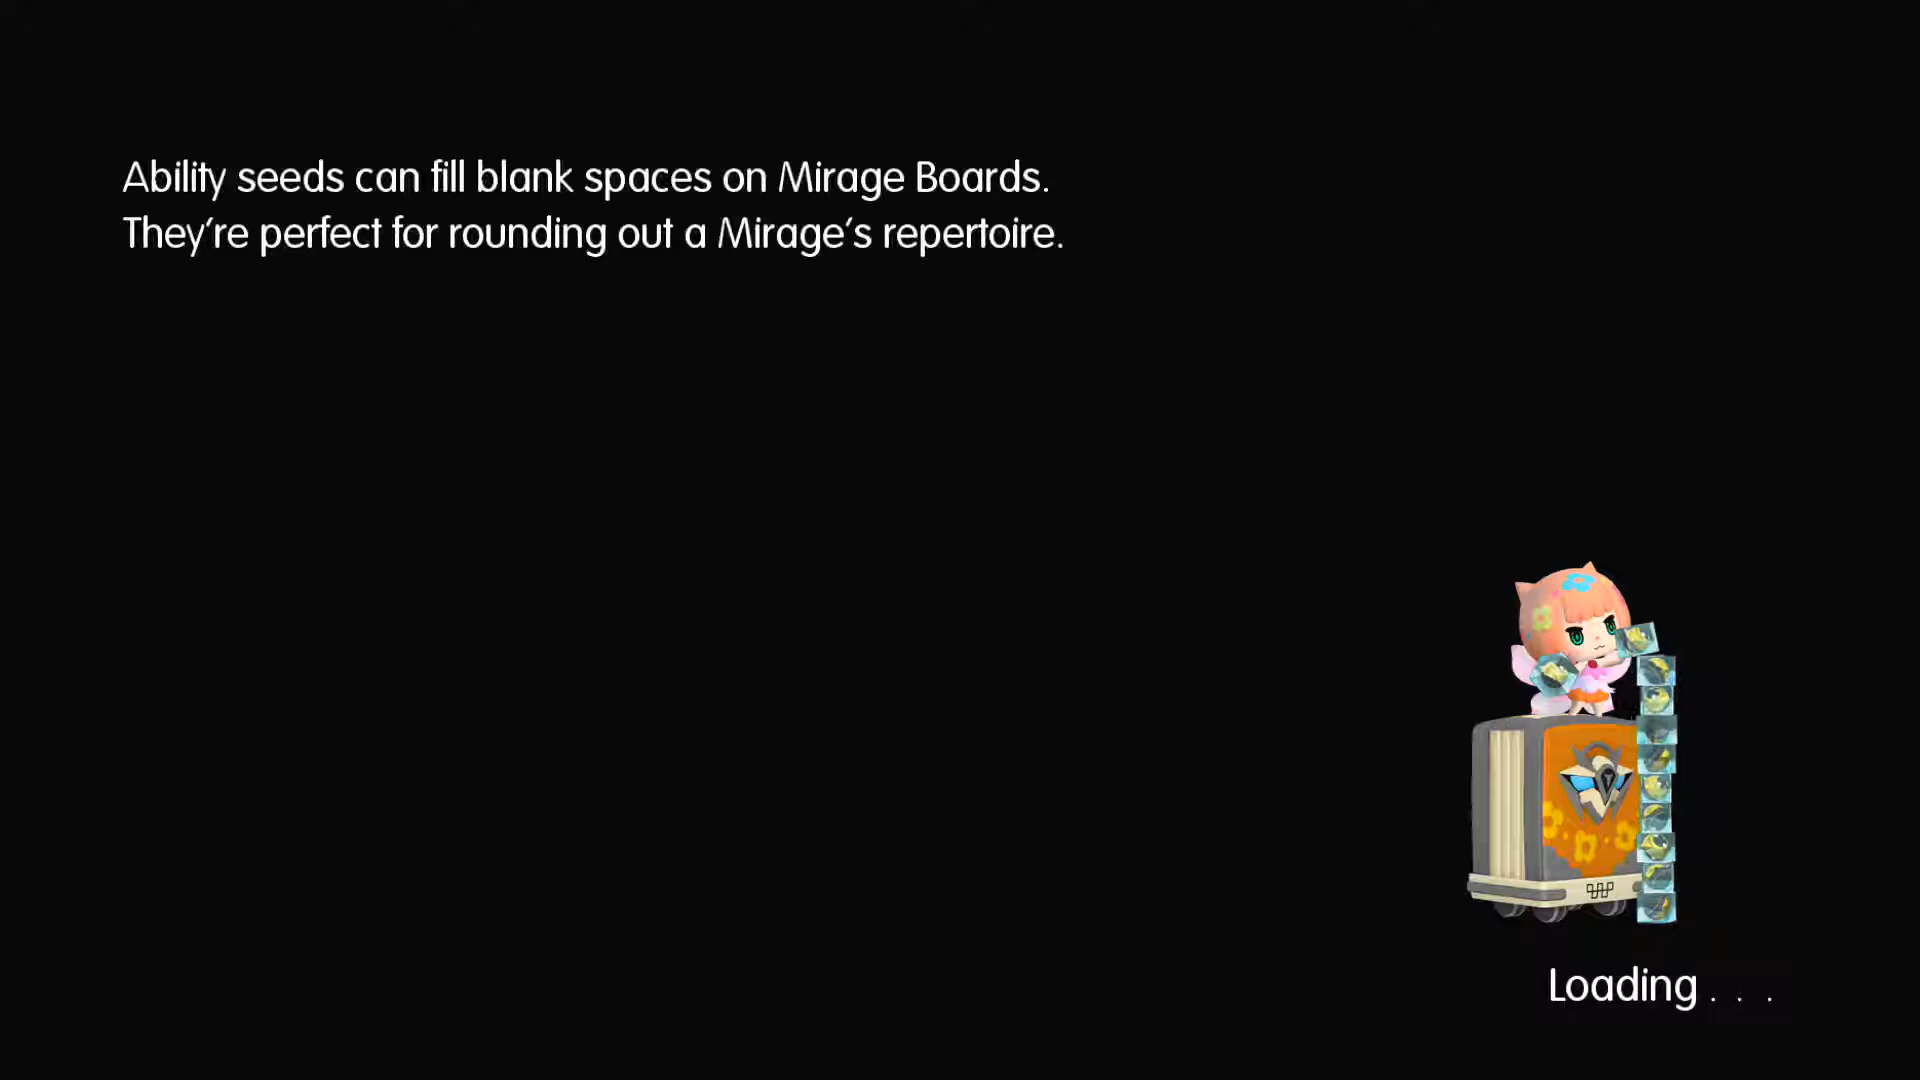 Ability seeds can fill blank spaces on Mirage Boards.
They're perfect for rounding out a Mirage's repertoire.
Loading . . .